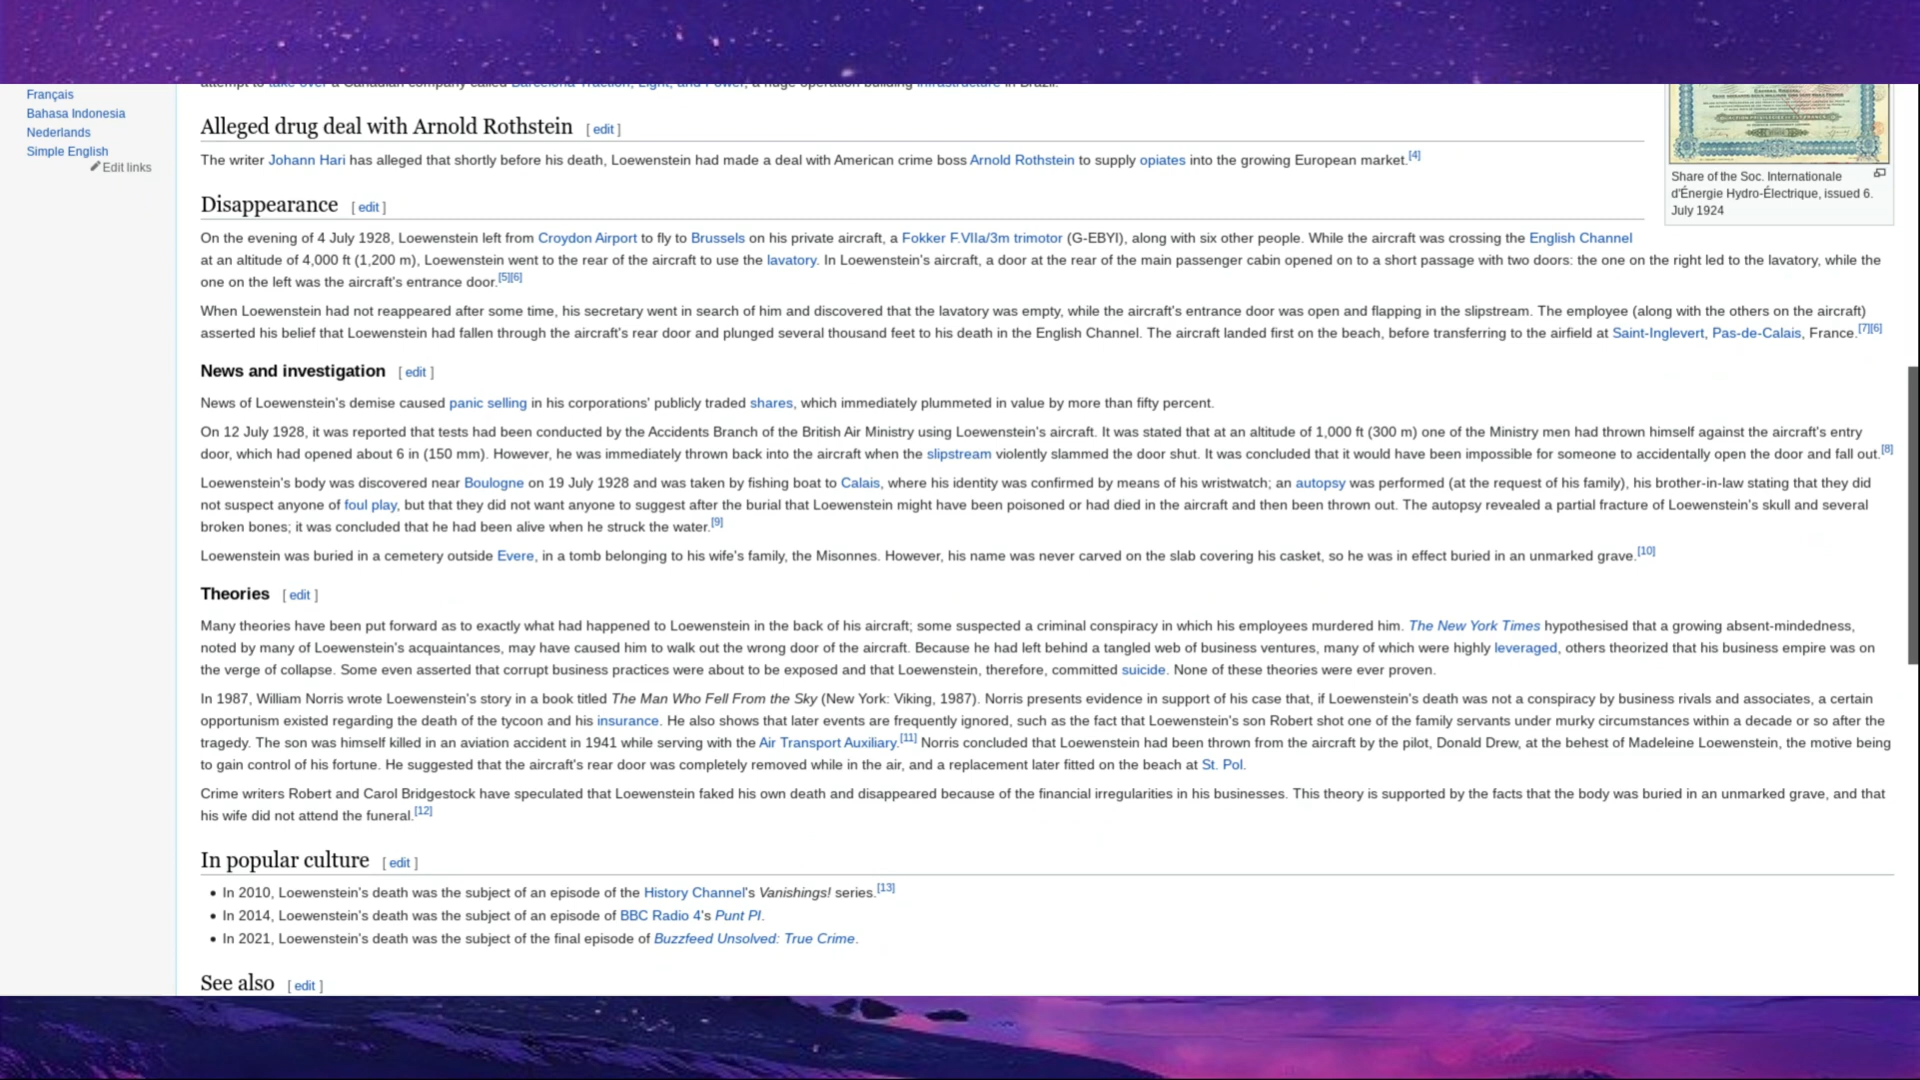 attempt to take over a Canadian company called Barcelona Traction, Light, and Power, a huge operation building infrastructure in Brazil.
Français
Bahasa Indonesia
Nederlands
Simple English
Edit links
Share of the Soc. Internationale
d'Énergie Hydro-Électrique, issued 6.
July 1924
Alleged drug deal with Arnold Rothstein [ edit ]
The writer Johann Hari has alleged that shortly before his death, Loewenstein had made a deal with American crime boss Arnold Rothstein to supply opiates into the growing European market.[4]
Disappearance [ edit ]
On the evening of 4 July 1928, Loewenstein left from Croydon Airport to fly to Brussels on his private aircraft, a Fokker F.VIIa/3m trimotor (G-EBYI), along with six other people. While the aircraft was crossing the English Channel
at an altitude of 4,000 ft (1,200 m), Loewenstein went to the rear of the aircraft to use the lavatory. In Loewenstein's aircraft, a door at the rear of the main passenger cabin opened on to a short passage with two doors: the one on the right led to the lavatory, while the
one on the left was the aircraft's entrance door.[5][6]
When Loewenstein had not reappeared after some time, his secretary went in search of him and discovered that the lavatory was empty, while the aircraft's entrance door was open and flapping in the slipstream. The employee (along with the others on the aircraft)
asserted his belief that Loewenstein had fallen through the aircraft's rear door and plunged several thousand feet to his death in the English Channel. The aircraft landed first on the beach, before transferring to the airfield at Saint-Inglevert, Pas-de-Calais, France.[7][6]
News and investigation [ edit ]
News of Loewenstein's demise caused panic selling in his corporations' publicly traded shares, which immediately plummeted in value by more than fifty percent.
On 12 July 1928, it was reported that tests had been conducted by the Accidents Branch of the British Air Ministry using Loewenstein's aircraft. It was stated that at an altitude of 1,000 ft (300 m) one of the Ministry men had thrown himself against the aircraft's entry
door, which had opened about 6 in (150 mm). However, he was immediately thrown back into the aircraft when the slipstream violently slammed the door shut. It was concluded that it would have been impossible for someone to accidentally open the door and fall out.[8]
Loewenstein's body was discovered near Boulogne on 19 July 1928 and was taken by fishing boat to Calais, where his identity was confirmed by means of his wristwatch; an autopsy was performed (at the request of his family), his brother-in-law stating that they did
not suspect anyone of foul play, but that they did not want anyone to suggest after the burial that Loewenstein might have been poisoned or had died in the aircraft and then been thrown out. The autopsy revealed a partial fracture of Loewenstein's skull and several
broken bones; it was concluded that he had been alive when he struck the water.[9]
Loewenstein was buried in a cemetery outside Evere, in a tomb belonging to his wife's family, the Misonnes. However, his name was never carved on the slab covering his casket, so he was in effect buried in an unmarked grave.[10]
Theories [ edit ]
Many theories have been put forward as to exactly what had happened to Loewenstein in the back of his aircraft; some suspected a criminal conspiracy in which his employees murdered him. The New York Times hypothesised that a growing absent-mindedness,
noted by many of Loewenstein's acquaintances, may have caused him to walk out the wrong door of the aircraft. Because he had left behind a tangled web of business ventures, many of which were highly leveraged, others theorized that his business empire was on
the verge of collapse. Some even asserted that corrupt business practices were about to be exposed and that Loewenstein, therefore, committed suicide. None of these theories were ever proven.
In 1987, William Norris wrote Loewenstein's story in a book titled The Man Who Fell From the Sky (New York: Viking, 1987). Norris presents evidence in support of his case that, if Loewenstein's death was not a conspiracy by business rivals and associates, a certain
opportunism existed regarding the death of the tycoon and his insurance. He also shows that later events are frequently ignored, such as the fact that Loewenstein's son Robert shot one of the family servants under murky circumstances within a decade or so after the
tragedy. The son was himself killed in an aviation accident in 1941 while serving with the Air Transport Auxiliary.[11] Norris concluded that Loewenstein had been thrown from the aircraft by the pilot, Donald Drew, at the behest of Madeleine Loewenstein, the motive being
to gain control of his fortune. He suggested that the aircraft's rear door was completely removed while in the air, and a replacement later fitted on the beach at St. Pol.
Crime writers Robert and Carol Bridgestock have speculated that Loewenstein faked his own death and disappeared because of the financial irregularities in his businesses. This theory is supported by the facts that the body was buried in an unmarked grave, and that
his wife did not attend the funeral.[12]
In popular culture [ edit ]
• In 2010, Loewenstein's death was the subject of an episode of the History Channel's Vanishings! series.[13]
• In 2014, Loewenstein's death was the subject of an episode of BBC Radio 4's Punt PI.
• In 2021, Loewenstein's death was the subject of the final episode of Buzzfeed Unsolved: True Crime.
See also [ edit ]